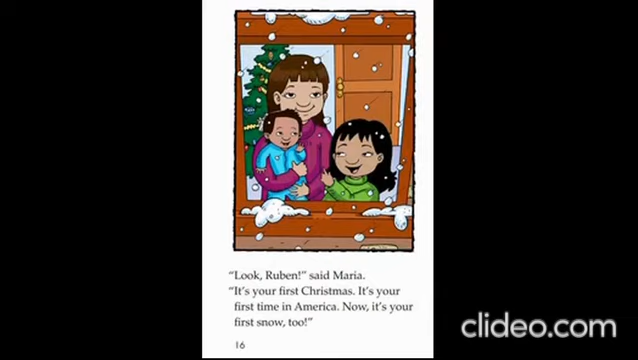 "Look, Ruben!" said Maria.
"It's your first Christmas. It's your
first time in America. Now, it's your
first snow, too!"
16
clideo.com